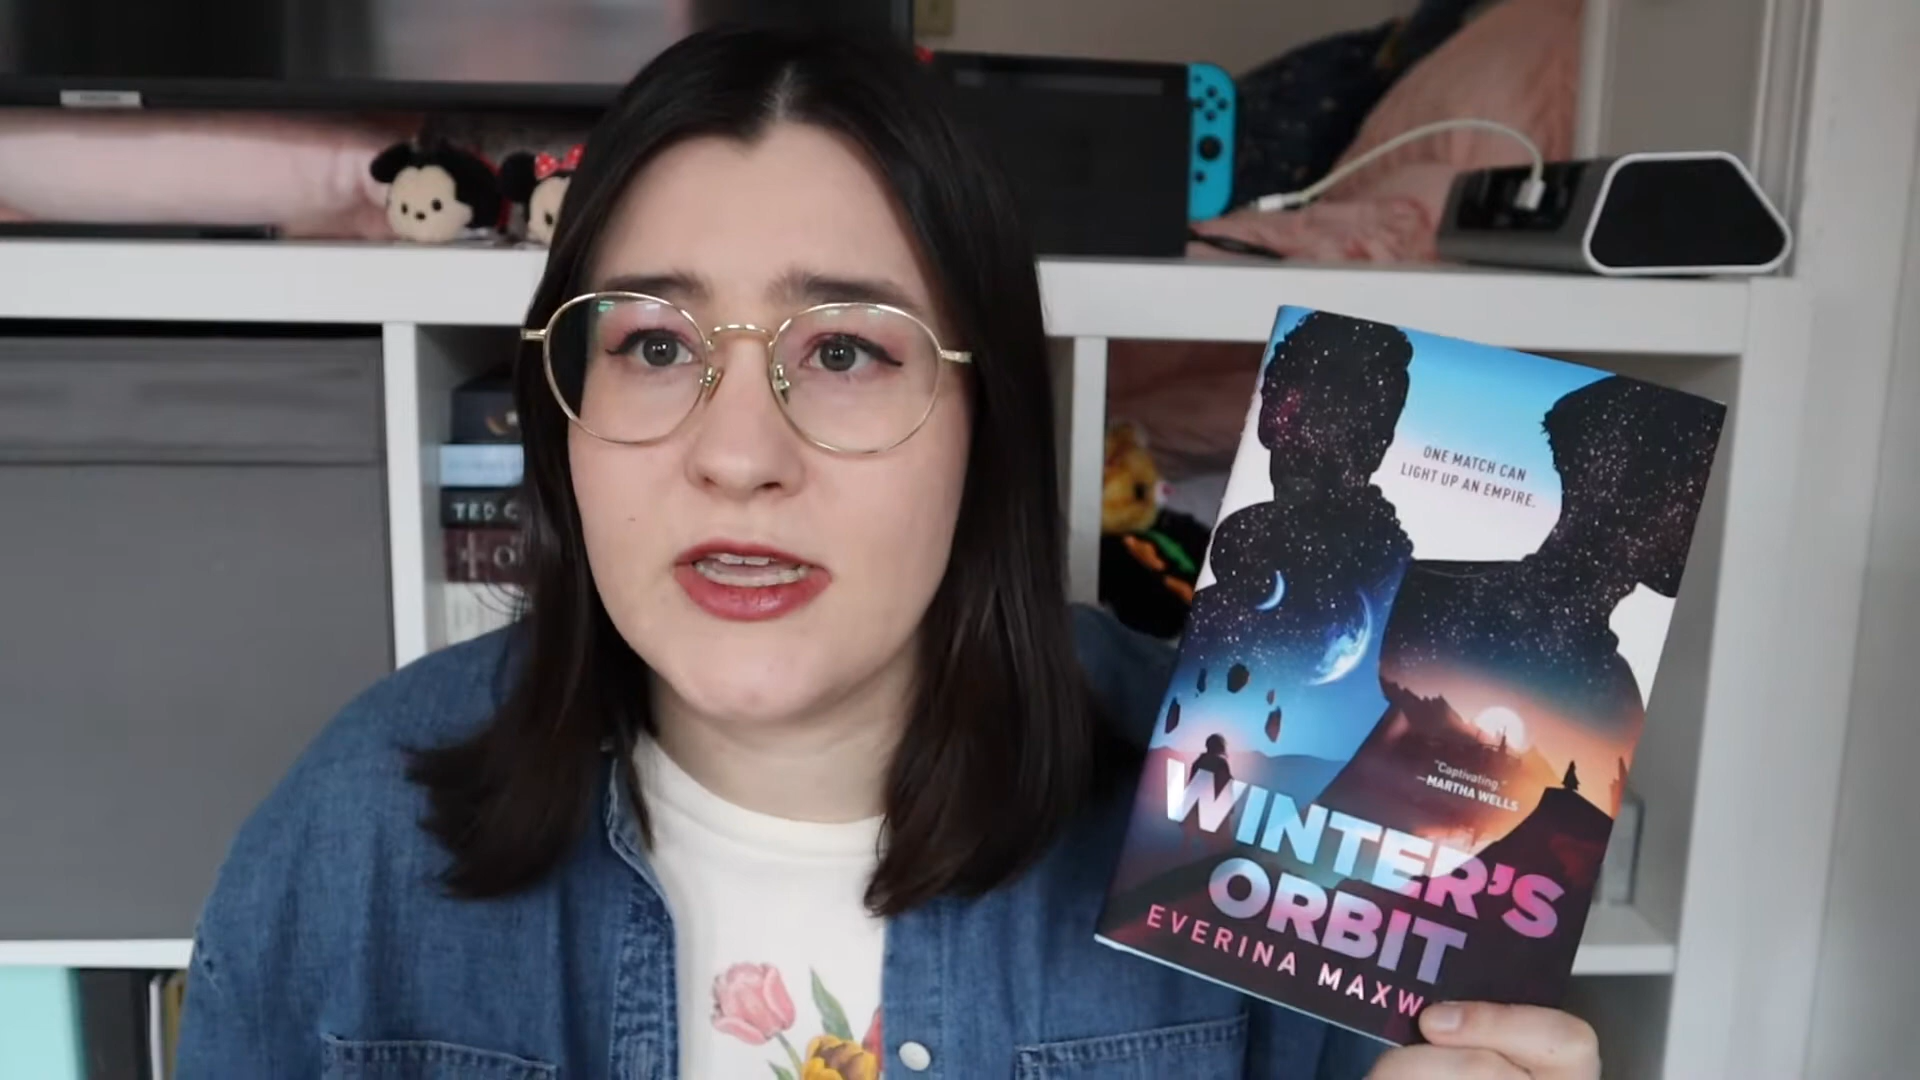 ONE MATCH CAN
LIGHT UP AN EMPIRE.
"Captivating."
—MARTHA WELLS
WINTER'S
ORBIT
EVERINA MAXW
TED C